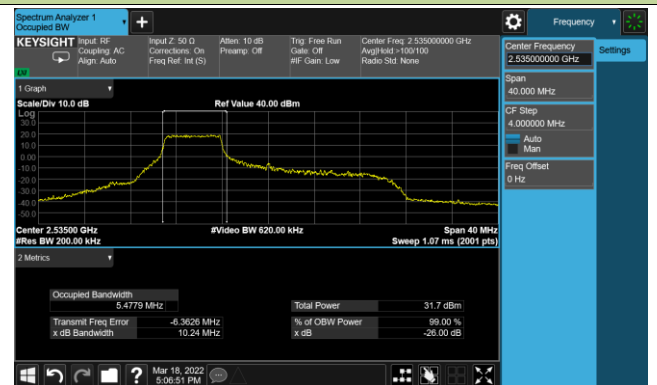 Spectrum Analyzer 1
Occupied BW
Frequency
KEYSIGHT
Input: RF
Coupling: AC
Align: Auto
Input Z: 50 Ω
Corrections: On
Freq Ref: Int (S)
Atten: 10 dB
Preamp: Off
Trig: Free Run
Gate: Off
#IF Gain: Low
Center Freq: 2.535000000 GHz
Avg|Hold:>100/100
Radio Std: None
LXI
Center Frequency
2.535000000 GHz
Settings
Span
40.000 MHz
CF Step
4.000000 MHz
Auto
Man
Freq Offset
0 Hz
1 Graph
Scale/Div 10.0 dB
Ref Value 40.00 dBm
Log
30.0
20.0
10.0
0.00
-10.0
-20.0
-30.0
-40.0
-50.0
Center 2.53500 GHz
#Video BW 620.00 kHz
Span 40 MHz
#Res BW 200.00 kHz
Sweep 1.07 ms (2001 pts)
2 Metrics
Occupied Bandwidth
5.4779 MHz
Total Power 31.7 dBm
Transmit Freq Error -6.3626 MHz
% of OBW Power 99.00 %
x dB Bandwidth 10.24 MHz
x dB -26.00 dB
Mar 18, 2022
5:06:51 PM